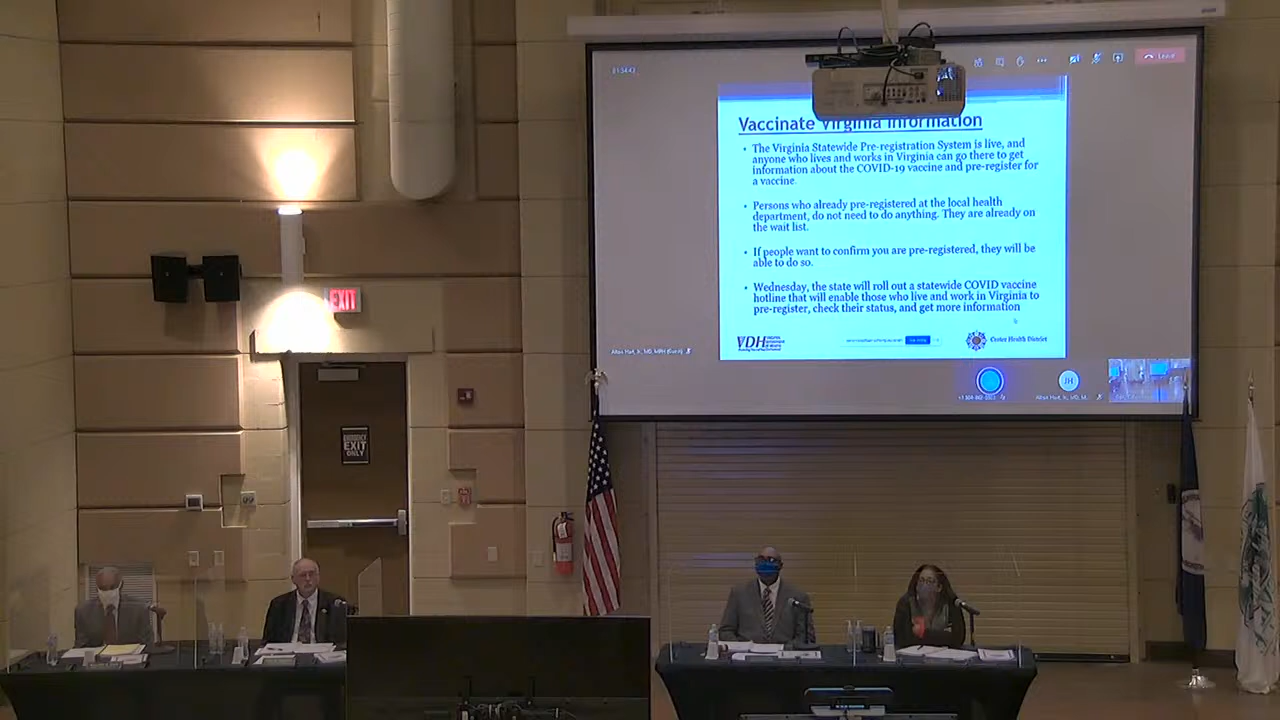 01:54:43
Leave
Vaccinate Virginia Information
• The Virginia Statewide Pre-registration System is live, and
anyone who lives and works in Virginia can go there to get
information about the COVID-19 vaccine and pre-register for
a vaccine.
• Persons who already pre-registered at the local health
department, do not need to do anything. They are already on
the wait list.
• If people want to confirm you are pre-registered, they will be
able to do so.
• Wednesday, the state will roll out a statewide COVID vaccine
hotline that will enable those who live and work in Virginia to
pre-register, check their status, and get more information
VDH
Health District
JH
EXIT
EMERGENCY
EXIT
ONLY